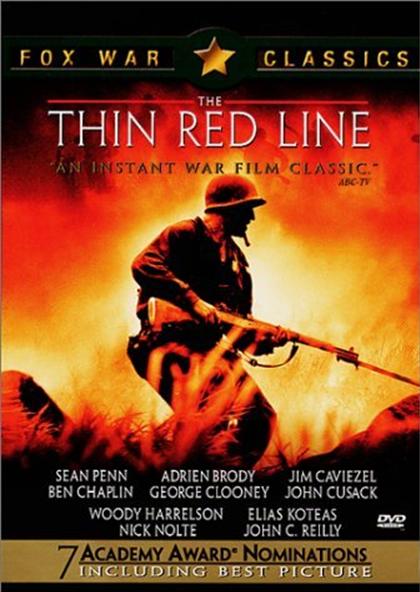 FOX WAR CLASSICS
THE
THIN RED LINE
"AN INSTANT WAR FILM CLASSIC."
ABC-TV
SEAN PENN ADRIEN BRODY JIM CAVIEZEL
BEN CHAPLIN GEORGE CLOONEY JOHN CUSACK
WOODY HARRELSON ELIAS KOTEAS
NICK NOLTE JOHN C. REILLY
DVD
VIDEO
7 ACADEMY AWARD® NOMINATIONS
INCLUDING BEST PICTURE